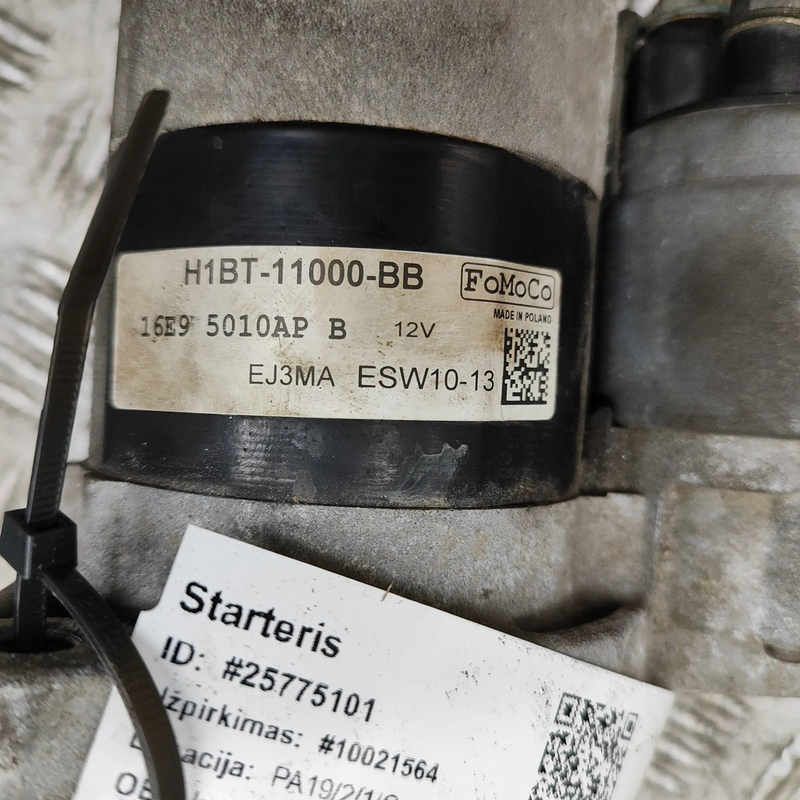 H1BT-11000-BB FoMoCo
MADE IN POLAND
16E9 5010AP B 12V
EJ3MA ESW10-13
Starteris
ID: #25775101
Izpirkimas: #10021564
PA19/2/1/